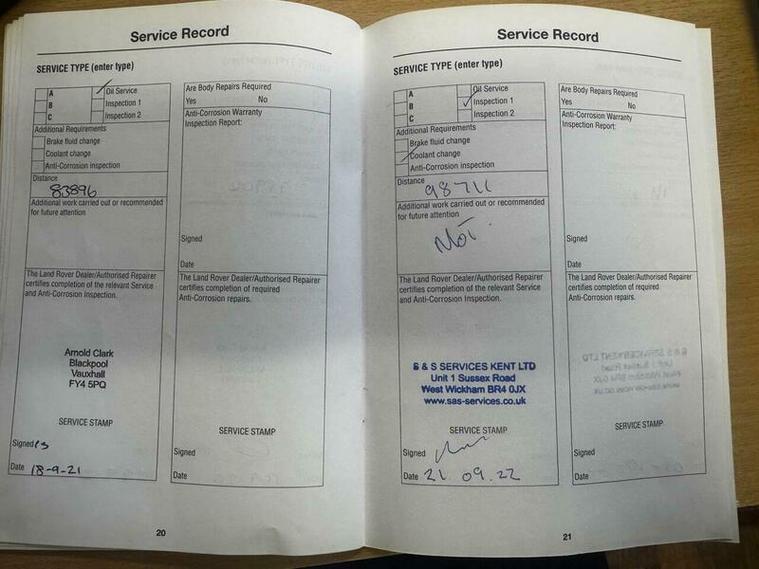 Service Record
SERVICE TYPE (enter type)
A
B
C
Oil Service
Inspection 1
Inspection 2
Additional Requirements
Brake fluid change
Coolant change
Anti-Corrosion inspection
Distance
83896
Additional work carried out or recommended
for future attention
The Land Rover Dealer/Authorised Repairer
certifies completion of the relevant Service
and Anti-Corrosion Inspection.
Arnold Clark
Blackpool
Vauxhall
FY4 5PQ
SERVICE STAMP
Signed
Date 18-9-21
Are Body Repairs Required
Yes No
Anti-Corrosion Warranty
Inspection Report:
Signed
Date
The Land Rover Dealer/Authorised Repairer
certifies completion of required
Anti-Corrosion repairs.
SERVICE STAMP
Signed
Date
20
Service Record
SERVICE TYPE (enter type)
A
B
C
Oil Service
Inspection 1
Inspection 2
Additional Requirements
Brake fluid change
Coolant change
Anti-Corrosion inspection
Distance
98711
Additional work carried out or recommended
for future attention
MOT
The Land Rover Dealer/Authorised Repairer
certifies completion of the relevant Service
and Anti-Corrosion Inspection.
S & S SERVICES KENT LTD
Unit 1 Sussex Road
West Wickham BR4 0JX
www.sas-services.co.uk
SERVICE STAMP
Signed
Date 21.09.22
Are Body Repairs Required
Yes No
Anti-Corrosion Warranty
Inspection Report:
Signed
Date
The Land Rover Dealer/Authorised Repairer
certifies completion of required
Anti-Corrosion repairs.
SERVICE STAMP
Signed
Date
21